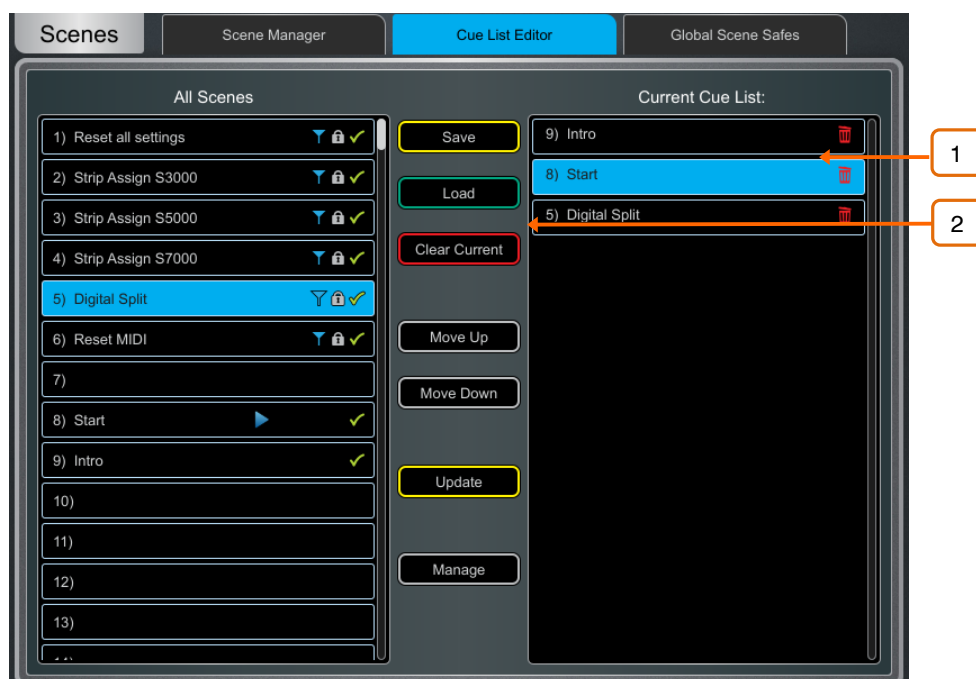 Scenes
Scene Manager
Cue List Editor
Global Scene Safes
All Scenes
1) Reset all settings
2) Strip Assign S3000
3) Strip Assign S5000
4) Strip Assign S7000
5) Digital Split
6) Reset MIDI
7)
8) Start
9) Intro
10)
11)
12)
13)
14)
Save
Load
Clear Current
Move Up
Move Down
Update
Manage
Current Cue List:
9) Intro
8) Start
5) Digital Split
1
2